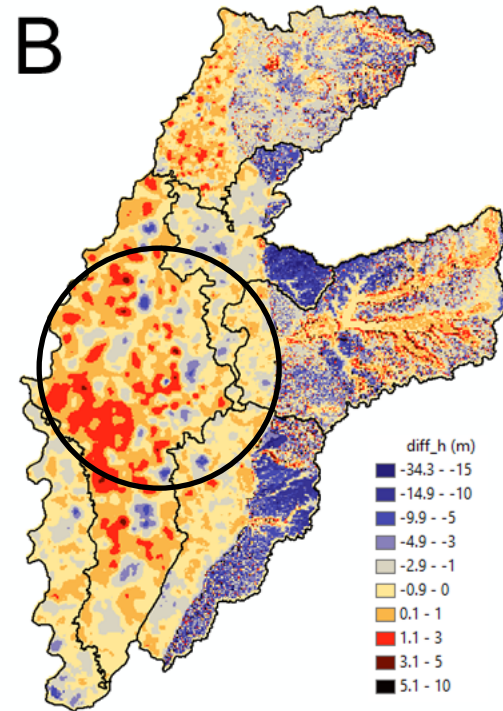 B
diff_h (m)
-34.3 - -15
-14.9 - -10
-9.9 - -5
-4.9 - -3
-2.9 - -1
-0.9 - 0
0.1 - 1
1.1 - 3
3.1 - 5
5.1 - 10